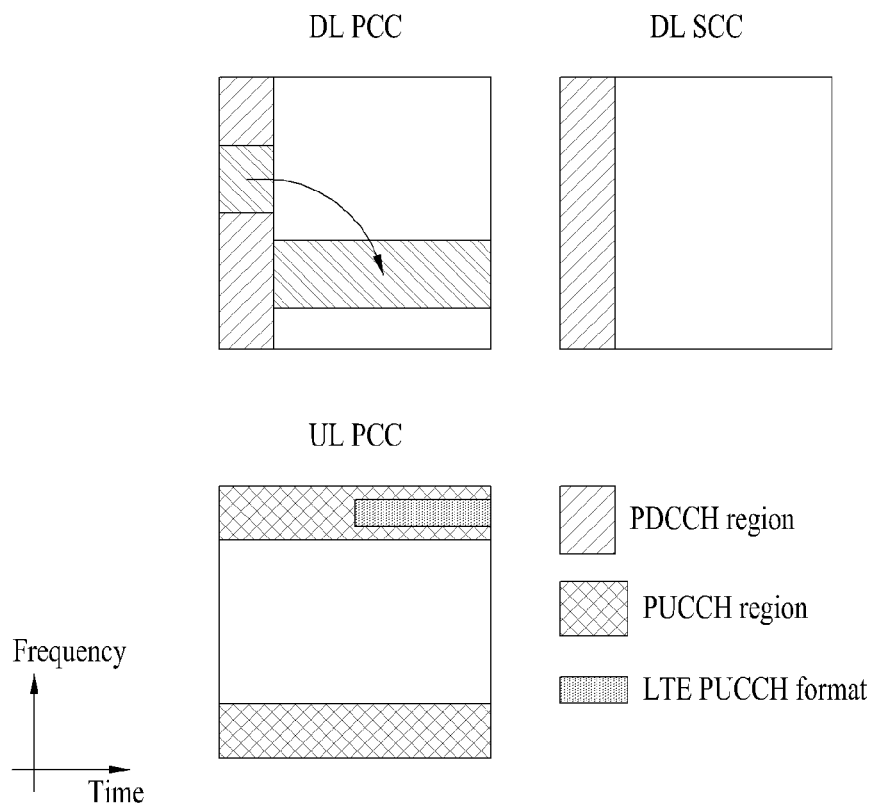 DL PCC
DL SCC
UL PCC
PDCCH region
PUCCH region
LTE PUCCH format
Frequency
Time